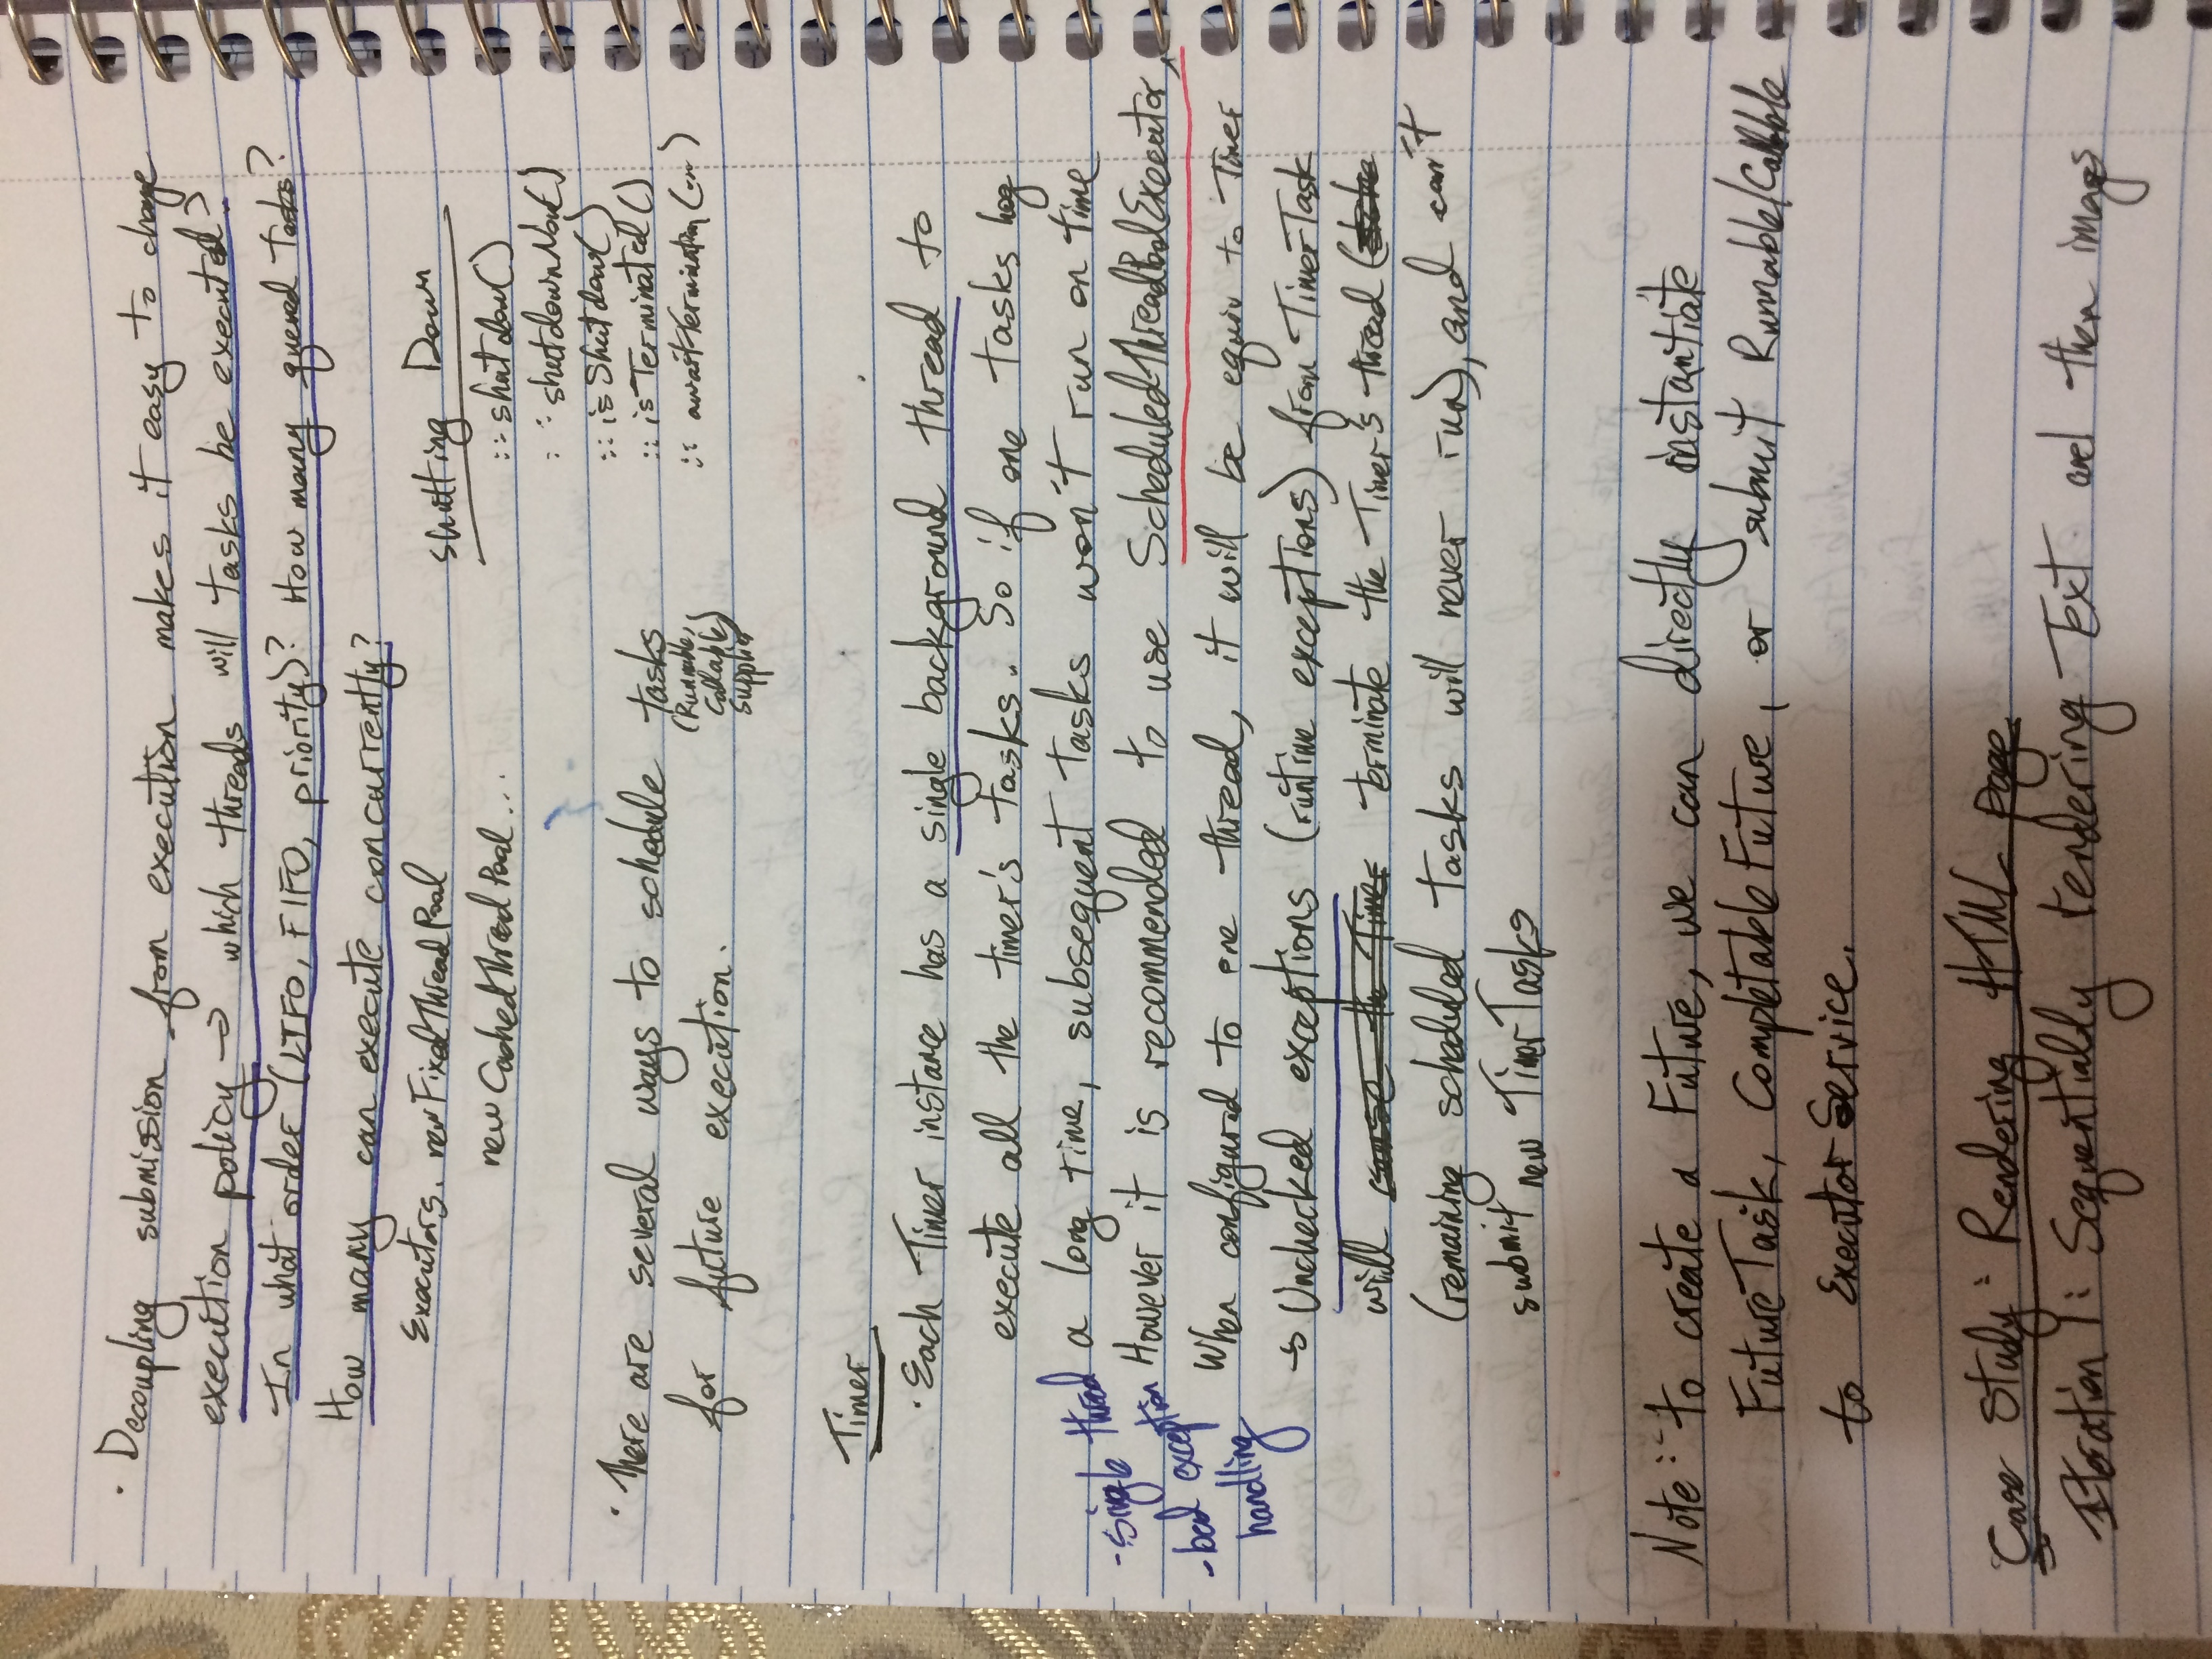 · Decoupling submission from execution makes it easy to change
execution policy → which threads will tasks be executed?
In what order (LIFO, FIFO, priority)? How many queued tasks?
How many can execute concurrently?
Executors. newFixedThreadPool
newCachedThreadPool...
Shutting Down
:: shutdown()
:: shutdownNow()
:: isShutdown()
:: isTerminated()
:: awaitTermination(...)
· There are several ways to schedule tasks
(Runnable,
Callable)
Supplier
for future execution.
Timer
· Each Timer instance has a single background thread to
execute all the timer's tasks. So if one tasks hog
a long time, subsequent tasks won't run on time
- single thread
- bad exception
handling
However it is recommended to use ScheduledThreadPoolExecutor,
When configured to one thread, it will be equiv to Timer
→ Unchecked exceptions (runtime exceptions) from TimerTask
will cause the Timer terminate the Timer's thread (
(remaining scheduled tasks will never run), and can't
submit new TimerTasks
Note: to create a Future, we can directly instantiate
FutureTask, CompletableFuture, or submit Runnable/Callable
to ExecutorService.
Case Study: Rendering HTML page
Iteration 1: Sequentially rendering Text and then images